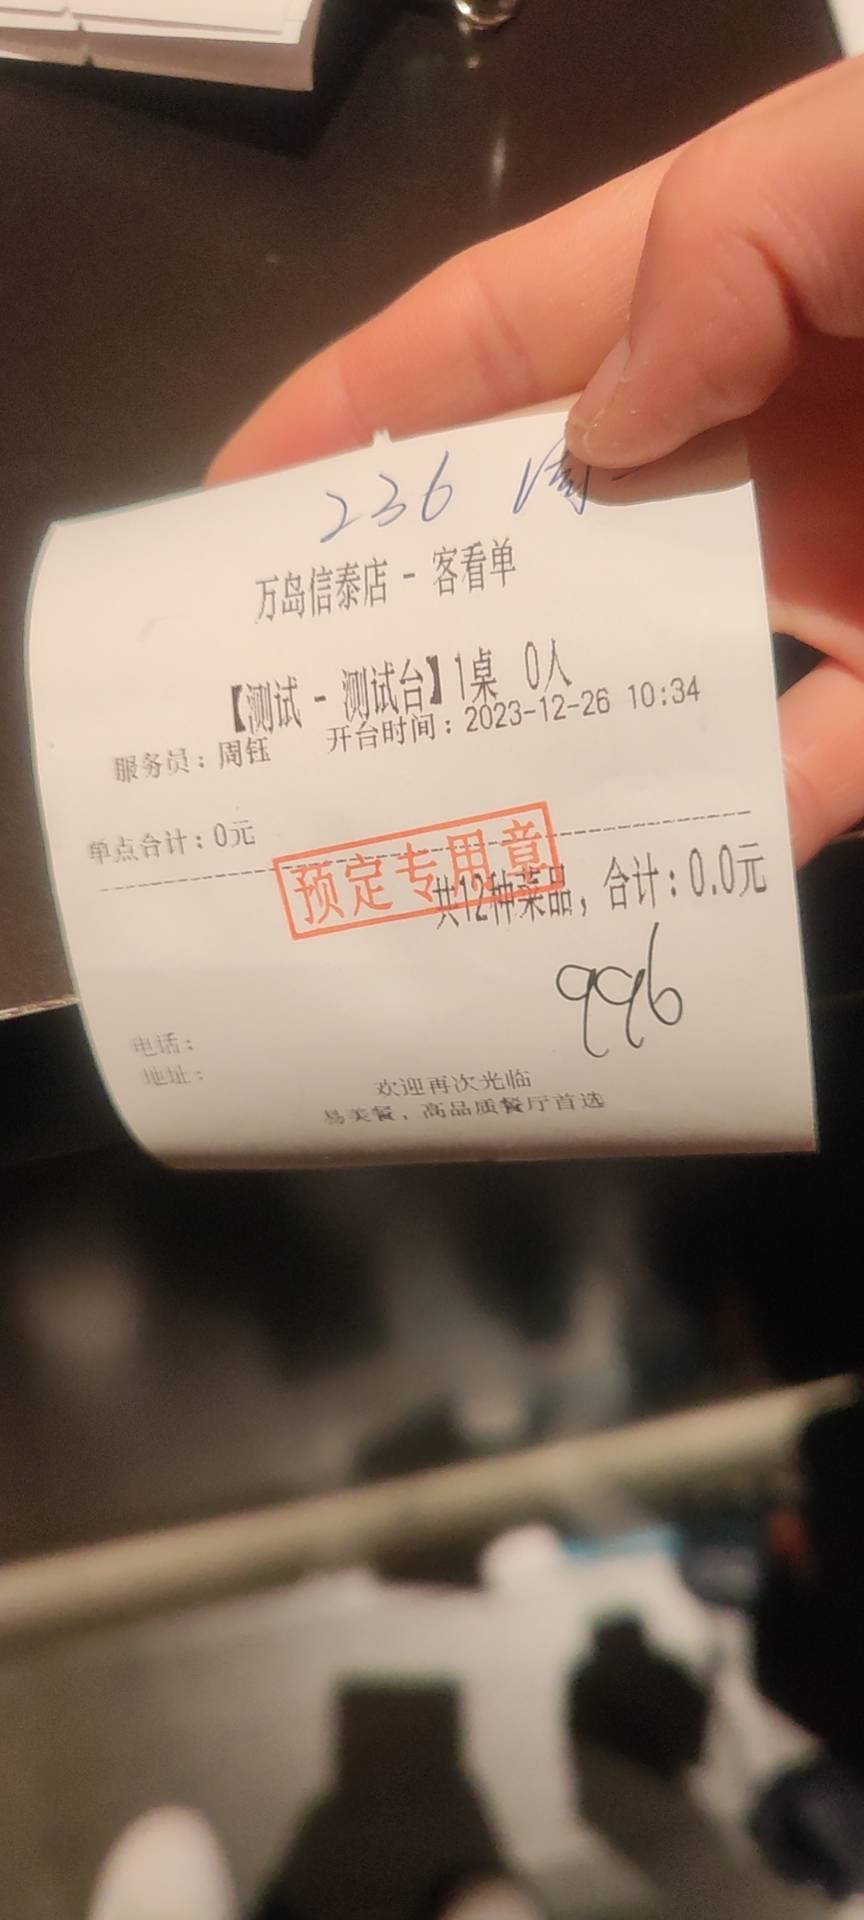 236 周
万岛信泰店 - 客看单
【测试 - 测试台】1桌 0人
服务员：周钰 开台时间：2023-12-26 10:34
单点合计：0元
预定专用章
共12种菜品，合计：0.0元
996
电话：
地址：
欢迎再次光临
易美餐、高品质餐厅首选